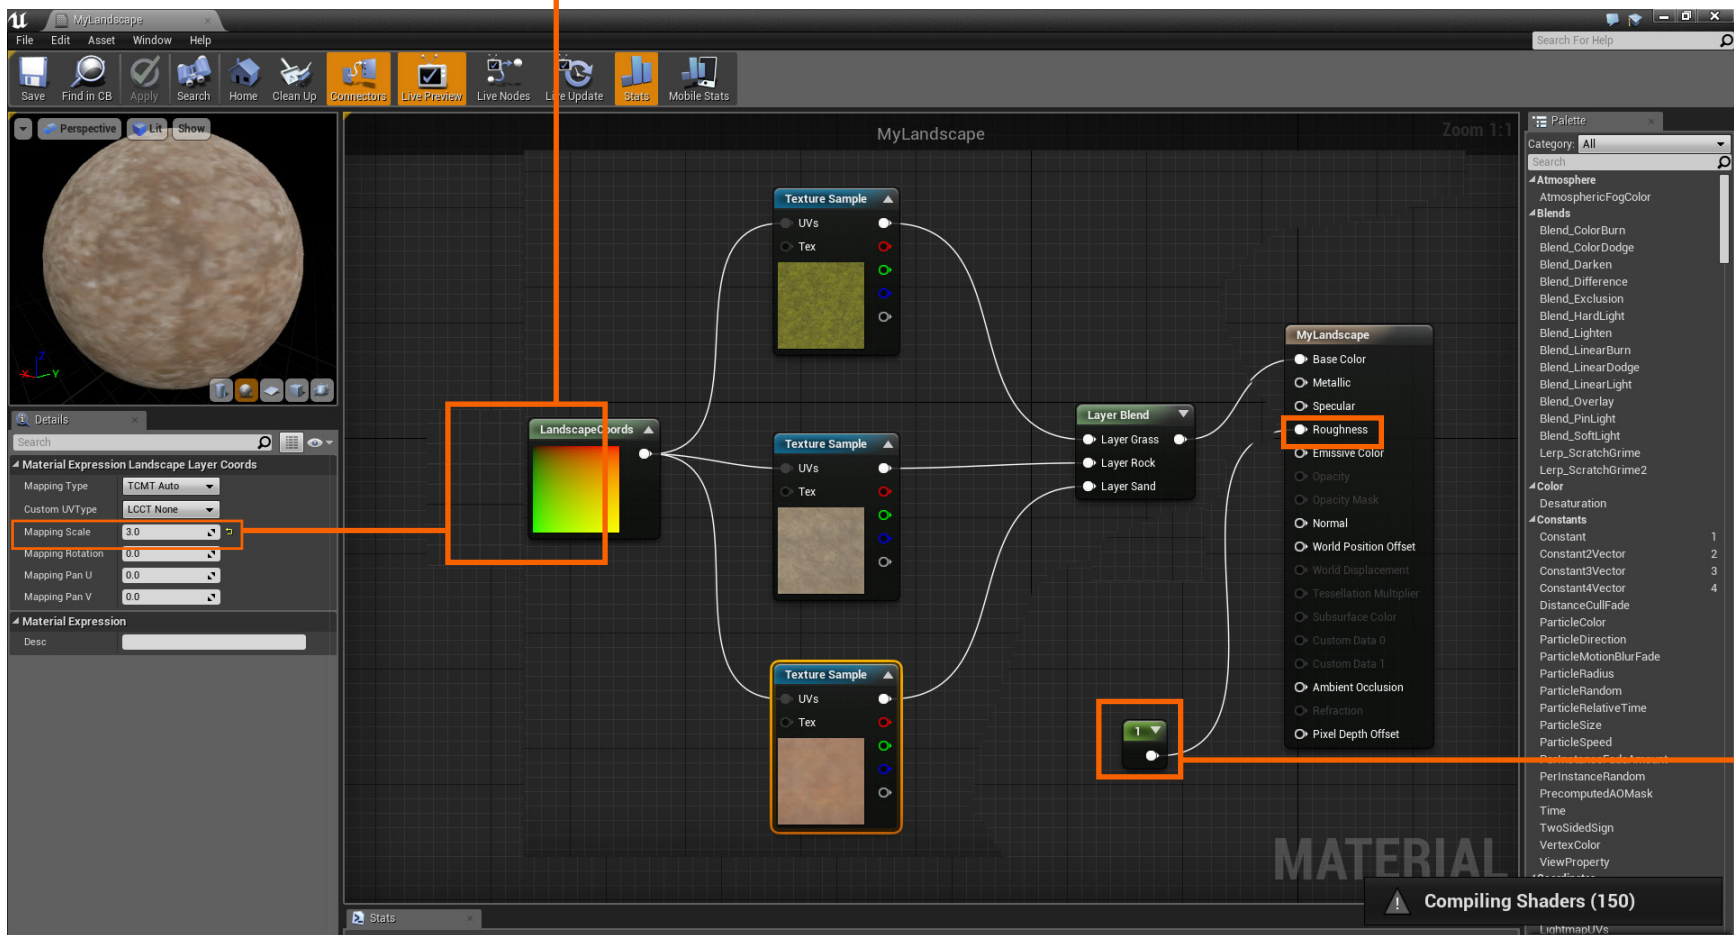 MyLandscape
File Edit Asset Window Help
Search For Help
Save Find in CB Apply Search Home Clean Up Connectors Live Preview Live Nodes Live Update Stats Mobile Stats
Perspective Lit Show
Z
X Y
Details
Search
Material Expression Landscape Layer Coords
Mapping Type TCMT Auto
Custom UVType LCCT None
Mapping Scale 3.0
Mapping Rotation 0.0
Mapping Pan U 0.0
Mapping Pan V 0.0
Material Expression
Desc
MyLandscape
Zoom 1:1
LandscapeCoords
Texture Sample
UVs
Tex
Texture Sample
UVs
Tex
Texture Sample
UVs
Tex
Layer Blend
Layer Grass
Layer Rock
Layer Sand
1
MyLandscape
Base Color
Metallic
Specular
Roughness
Emissive Color
Opacity
Opacity Mask
Normal
World Position Offset
World Displacement
Tessellation Multiplier
Subsurface Color
Custom Data 0
Custom Data 1
Ambient Occlusion
Refraction
Pixel Depth Offset
MATERIAL
Stats
Palette
Category: All
Search
Atmosphere
AtmosphericFogColor
Blends
Blend_ColorBurn
Blend_ColorDodge
Blend_Darken
Blend_Difference
Blend_Exclusion
Blend_HardLight
Blend_Lighten
Blend_LinearBurn
Blend_LinearDodge
Blend_LinearLight
Blend_Overlay
Blend_PinLight
Blend_SoftLight
Lerp_ScratchGrime
Lerp_ScratchGrime2
Color
Desaturation
Constants
Constant 1
Constant2Vector 2
Constant3Vector 3
Constant4Vector 4
DistanceCullFade
ParticleColor
ParticleDirection
ParticleMotionBlurFade
ParticleRadius
ParticleRandom
ParticleRelativeTime
ParticleSize
ParticleSpeed
PerInstanceFadeAmount
PerInstanceRandom
PrecomputedAOMask
Time
TwoSidedSign
VertexColor
ViewProperty
Compiling Shaders (150)
LightmapUVs